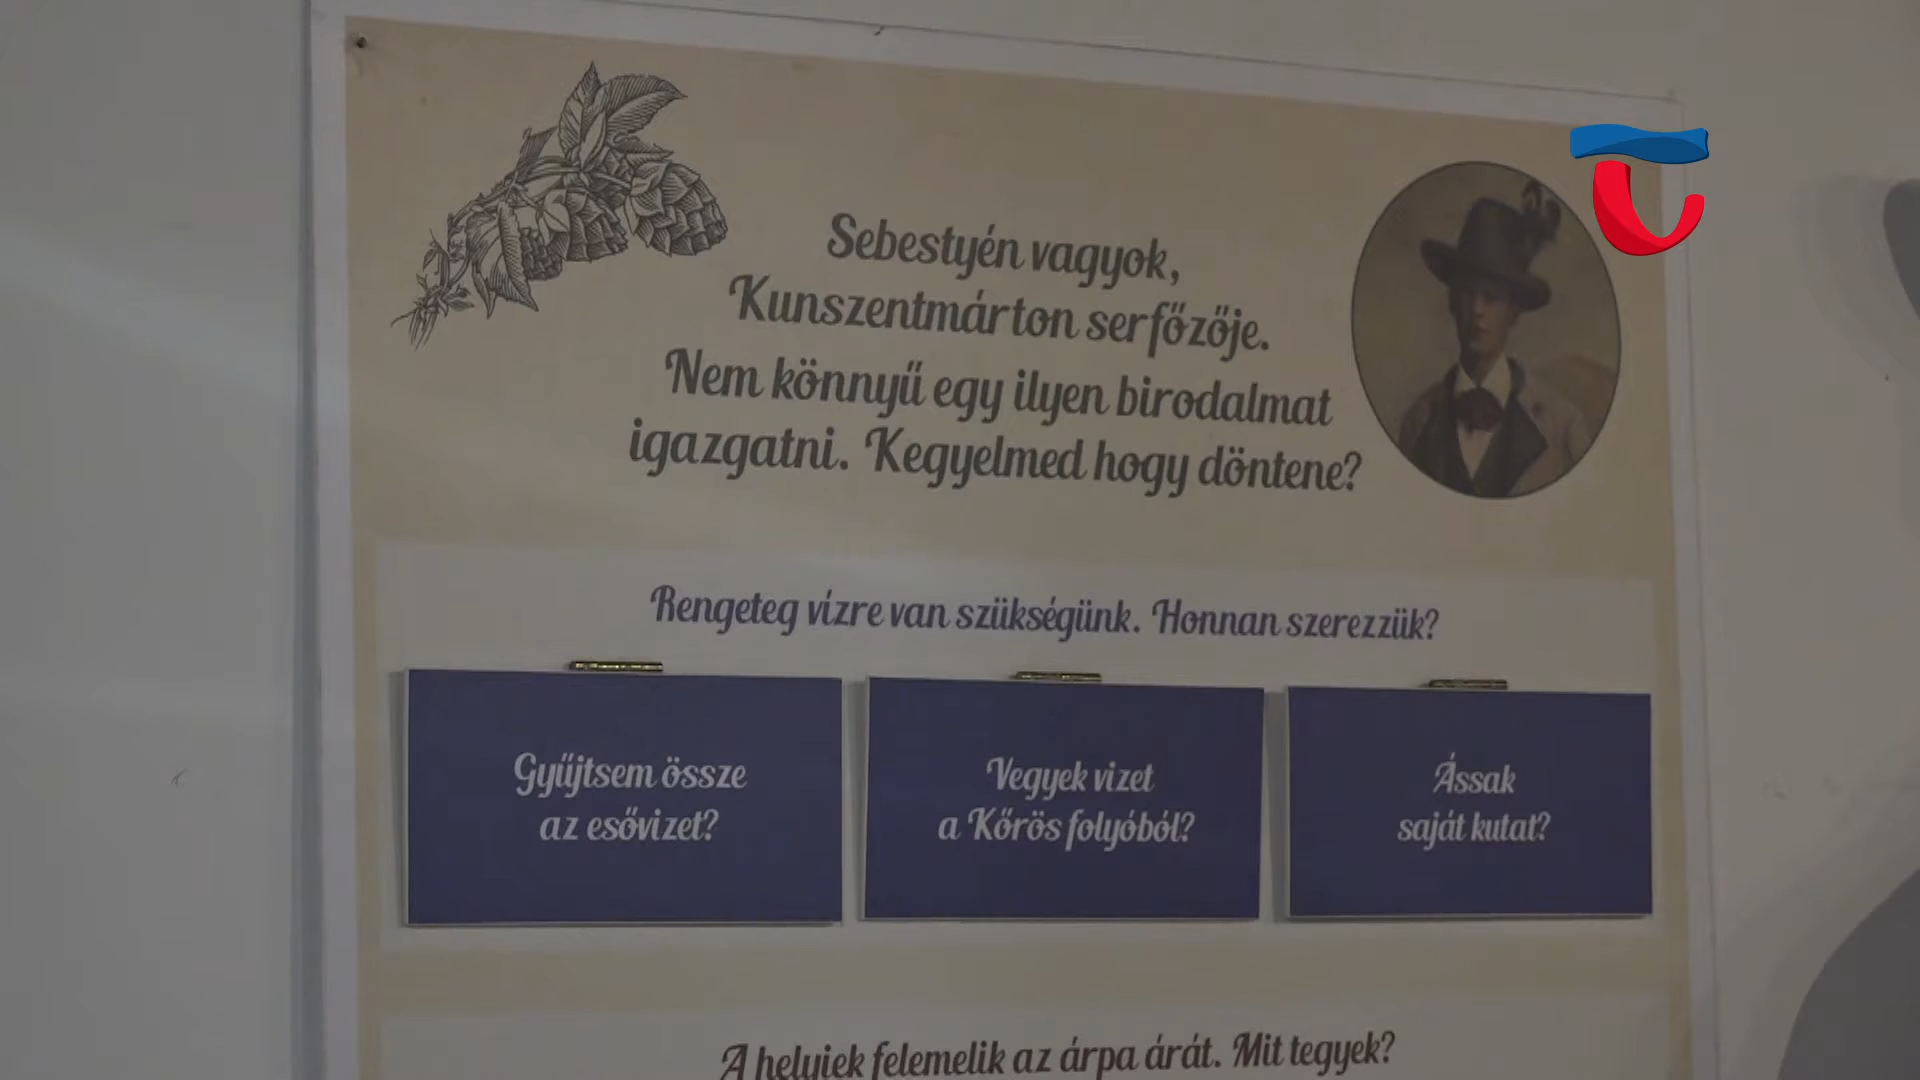 Sebestyén vagyok,
Kunszentmárton serfőzője.
Nem könnyű egy ilyen birodalmat
igazgatni. Kegyelmed hogy döntene?
Rengeteg vízre van szükségünk. Honnan szerezzük?
Gyűjtsem össze
az esővizet?
Vegyek vizet
a Kőrös folyóból?
Ássak
saját kutat?
A helyiek felemelik az árpa árát. Mit tegyek?